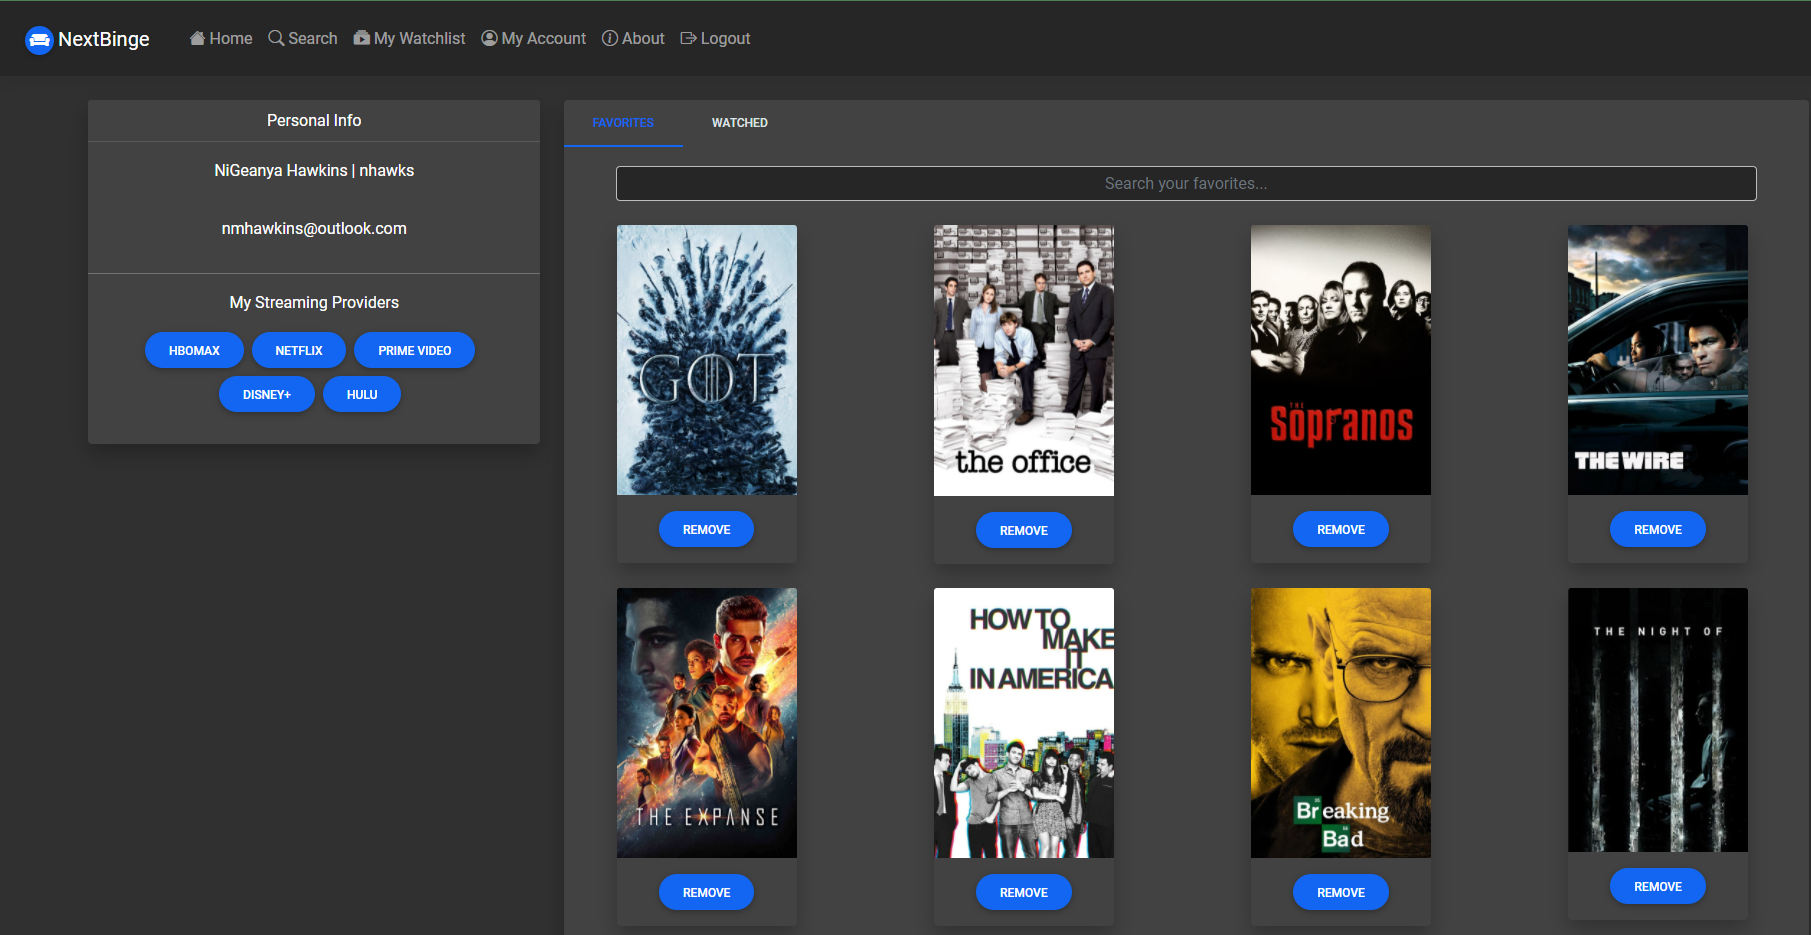 NextBinge Home Search My Watchlist My Account About Logout
Personal Info
NiGeanya Hawkins | nhawks
nmhawkins@outlook.com
My Streaming Providers
HBOMAX NETFLIX PRIME VIDEO
DISNEY+ HULU
FAVORITES WATCHED
Search your favorites...
GOT
the office
THE
Sopranos
THE WIRE
REMOVE REMOVE REMOVE REMOVE
THE EXPANSE
HOW TO
MAKE
IT
IN AMERICA
Breaking
Bad
THE NIGHT OF
REMOVE REMOVE REMOVE REMOVE